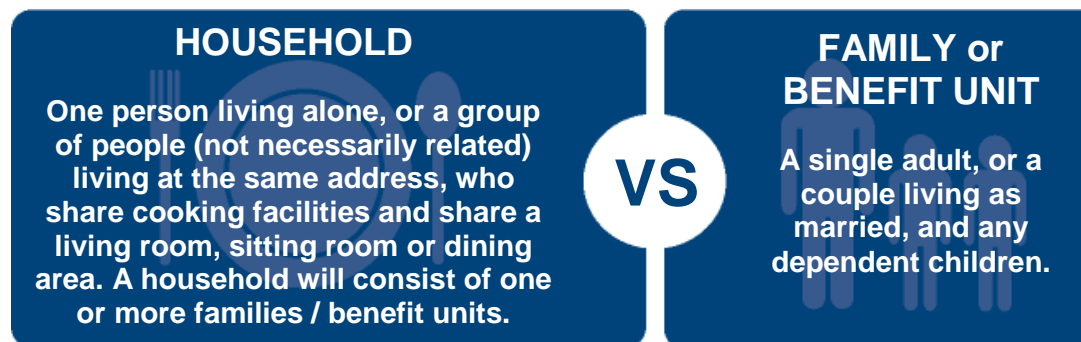 HOUSEHOLD
One person living alone, or a group
of people (not necessarily related)
living at the same address, who
share cooking facilities and share a
living room, sitting room or dining
area. A household will consist of one
or more families / benefit units.
VS
FAMILY or
BENEFIT UNIT
A single adult, or a
couple living as
married, and any
dependent children.